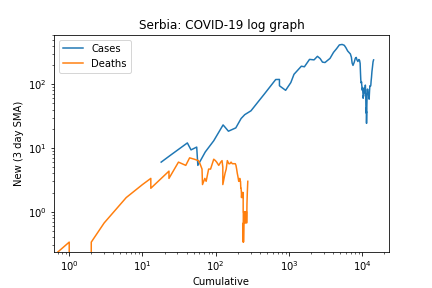 Serbia: COVID-19 log graph
Cases
Deaths
New (3 day SMA)
10²
10¹
10⁰
10⁰ 10¹ 10² 10³ 10⁴
Cumulative